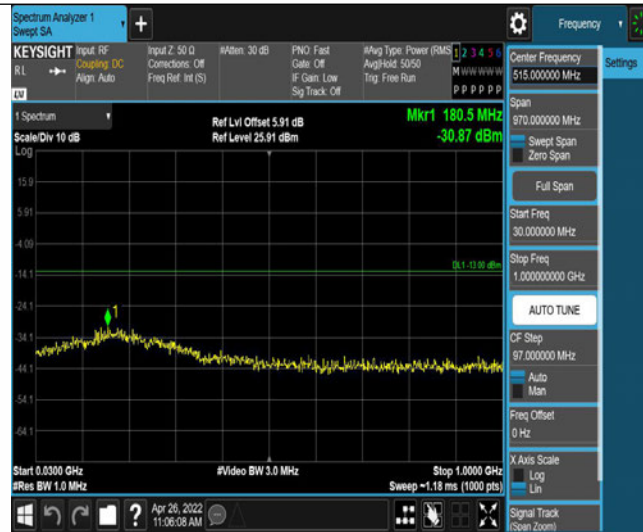 Spectrum Analyzer 1
Swept SA
Frequency
KEYSIGHT
Input: RF
Coupling: DC
Align: Auto
Input Z: 50 Ω
Corrections: Off
Freq Ref: Int (S)
#Atten: 30 dB
PNO: Fast
Gate: Off
IF Gain: Low
Sig Track: Off
#Avg Type: Power (RMS
Avg|Hold: 50/50
Trig: Free Run
1 2 3 4 5 6
M W W W W W
P P P P P P
R L
LXI
1 Spectrum
Scale/Div 10 dB
Log
Ref Lvl Offset 5.91 dB
Ref Level 25.91 dBm
Mkr1 180.5 MHz
-30.87 dBm
15.9
5.91
-4.09
-14.1
-24.1
-34.1
-44.1
-54.1
-64.1
DL1 -13.00 dBm
1
Start 0.0300 GHz
#Res BW 1.0 MHz
#Video BW 3.0 MHz
Stop 1.0000 GHz
Sweep ~1.18 ms (1000 pts)
Apr 26, 2022
11:06:08 AM
Center Frequency
515.000000 MHz
Settings
Span
970.000000 MHz
Swept Span
Zero Span
Full Span
Start Freq
30.000000 MHz
Stop Freq
1.000000000 GHz
AUTO TUNE
CF Step
97.000000 MHz
Auto
Man
Freq Offset
0 Hz
X Axis Scale
Log
Lin
Signal Track
(Span Zoom)